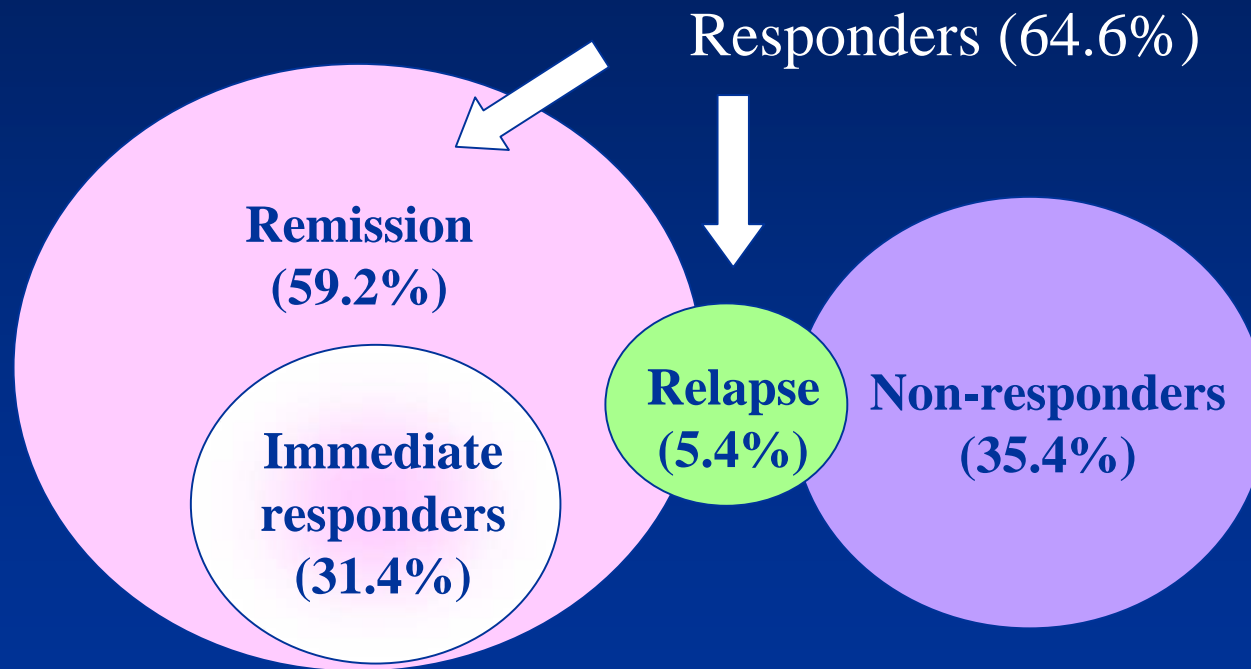 Responders (64.6%)
Remission
(59.2%)
Immediate
responders
(31.4%)
Relapse
(5.4%)
Non-responders
(35.4%)